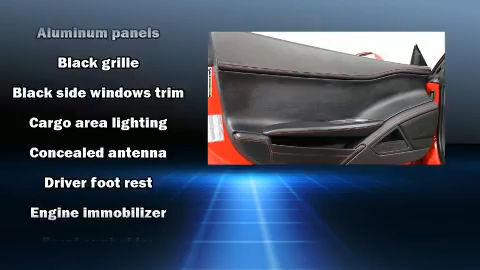 Aluminum panels
Black grille
Black side windows trim
Cargo area lighting
Concealed antenna
Driver foot rest
Engine immobilizer